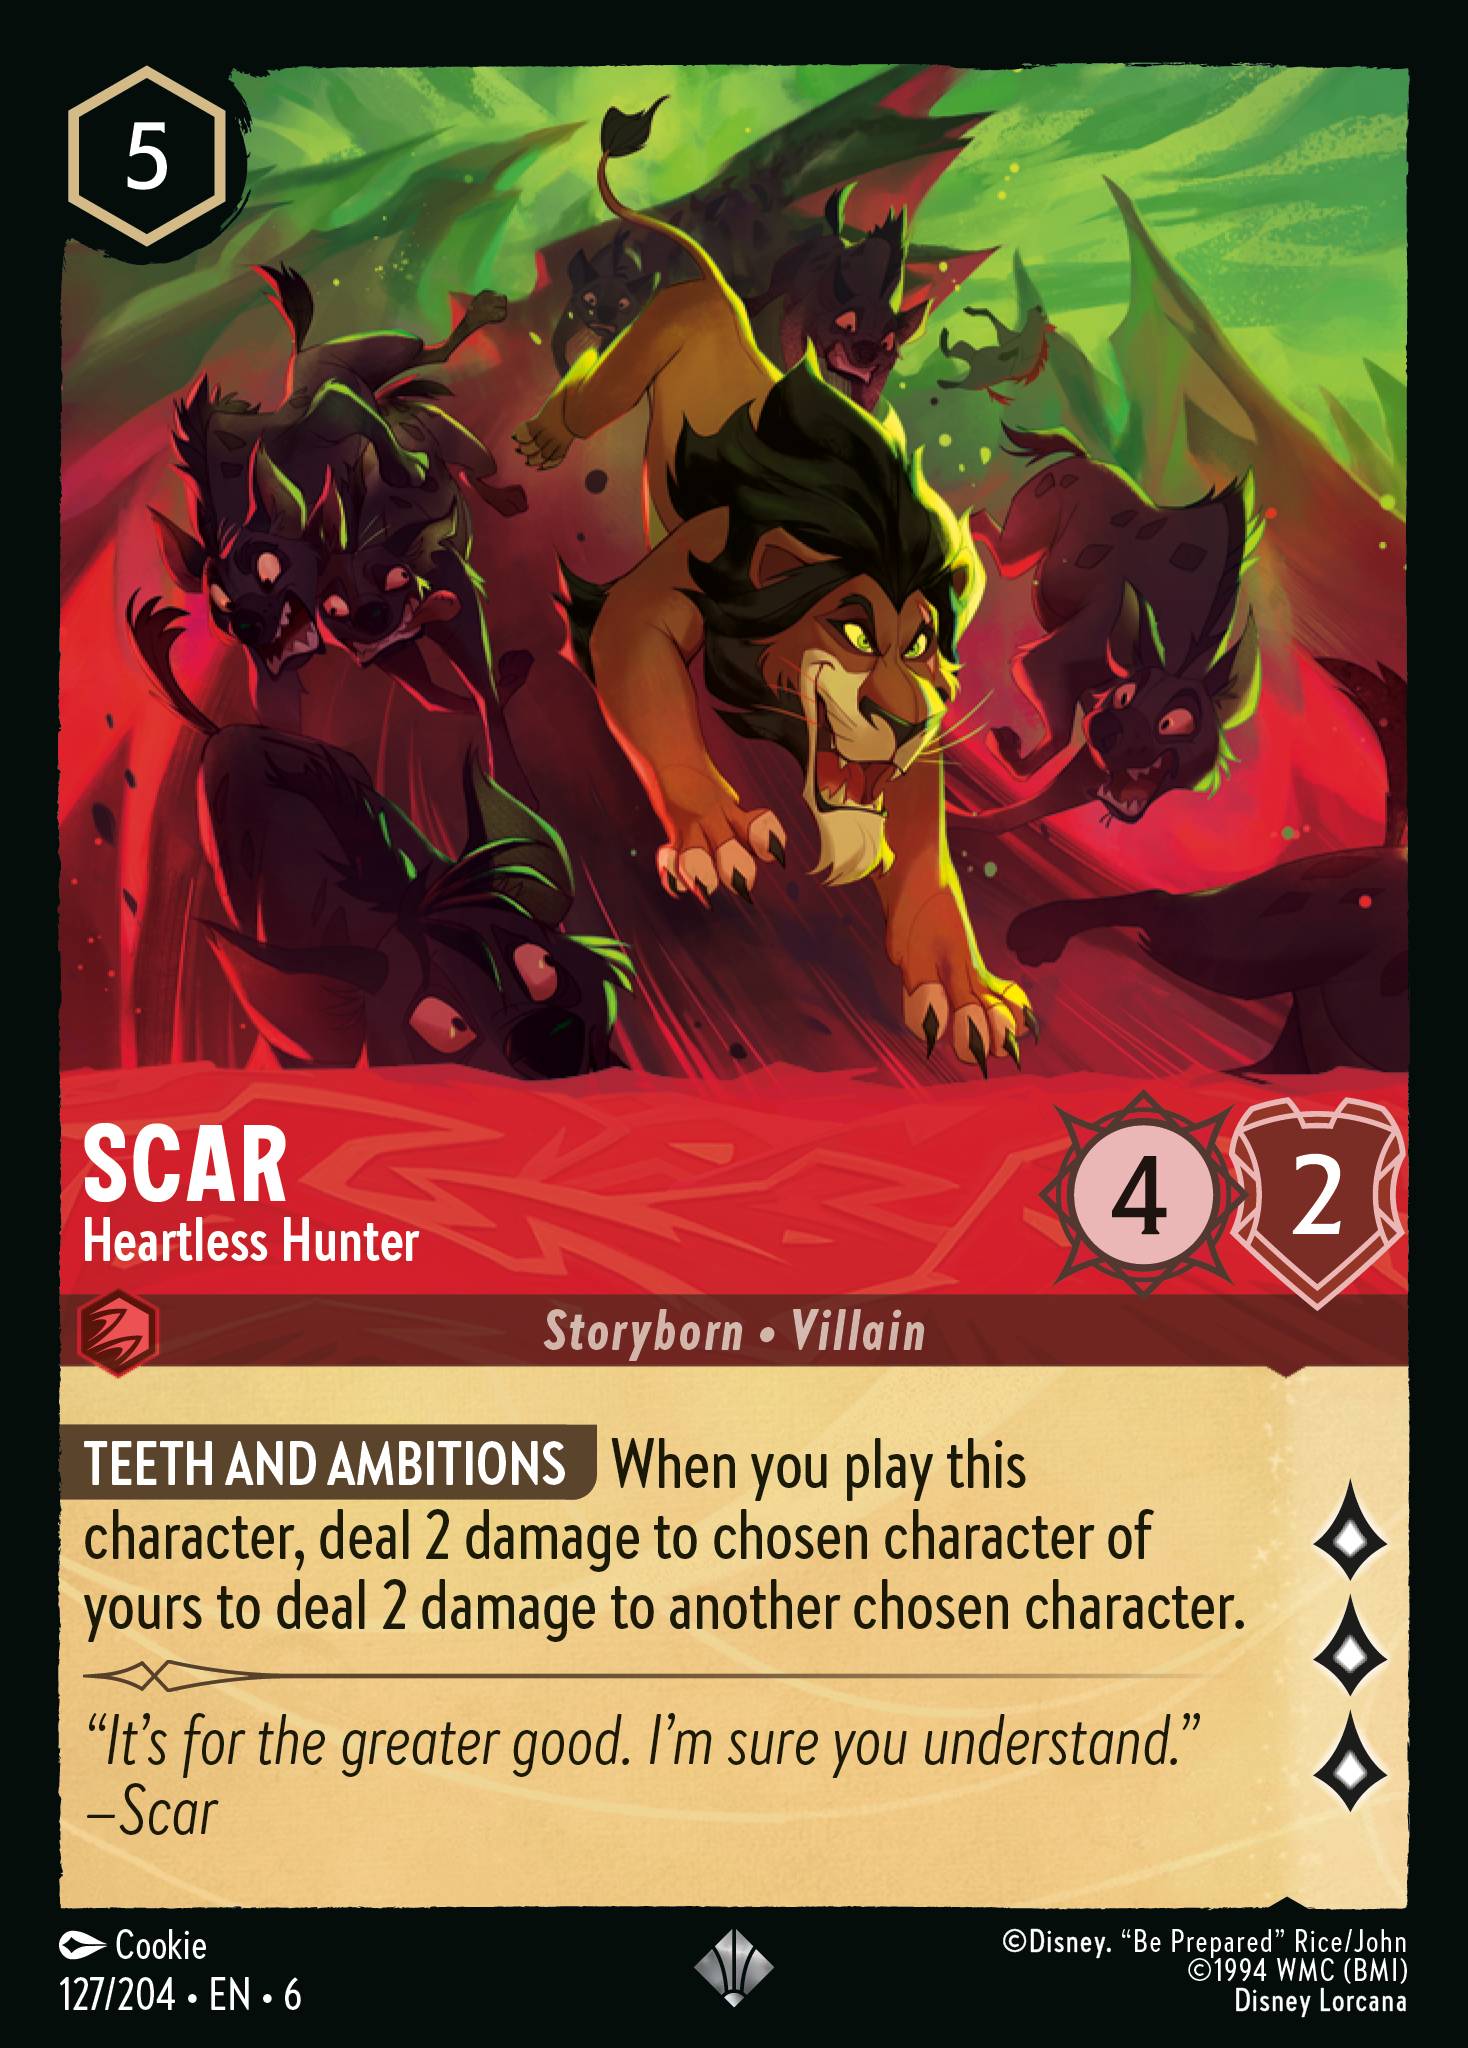 5
SCAR
Heartless Hunter
4
2
Storyborn • Villain
TEETH AND AMBITIONS When you play this
character, deal 2 damage to chosen character of
yours to deal 2 damage to another chosen character.
“It’s for the greater good. I’m sure you understand.”
–Scar
Cookie
127/204 • EN • 6
©Disney. “Be Prepared” Rice/John
©1994 WMC (BMI)
Disney Lorcana